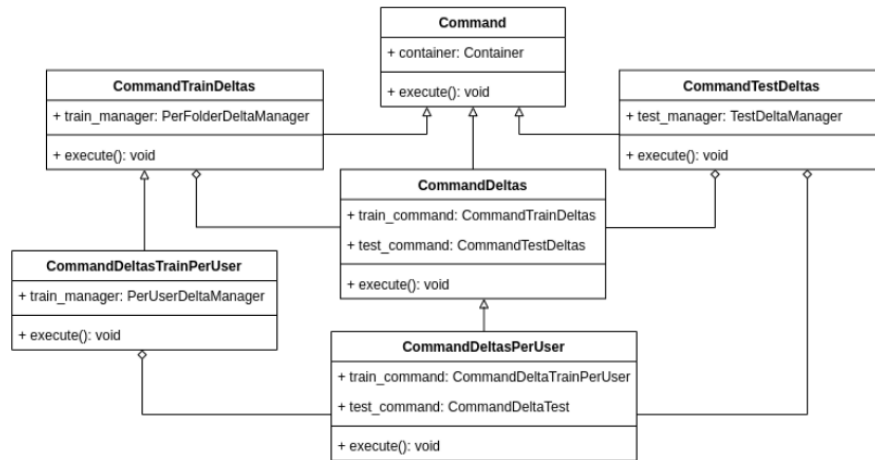 Command
+ container: Container
+ execute(): void
CommandTrainDeltas
+ train_manager: PerFolderDeltaManager
+ execute(): void
CommandTestDeltas
+ test_manager: TestDeltaManager
+ execute(): void
CommandDeltas
+ train_command: CommandTrainDeltas
+ test_command: CommandTestDeltas
+ execute(): void
CommandDeltasTrainPerUser
+ train_manager: PerUserDeltaManager
+ execute(): void
CommandDeltasPerUser
+ train_command: CommandDeltaTrainPerUser
+ test_command: CommandDeltaTest
+ execute(): void